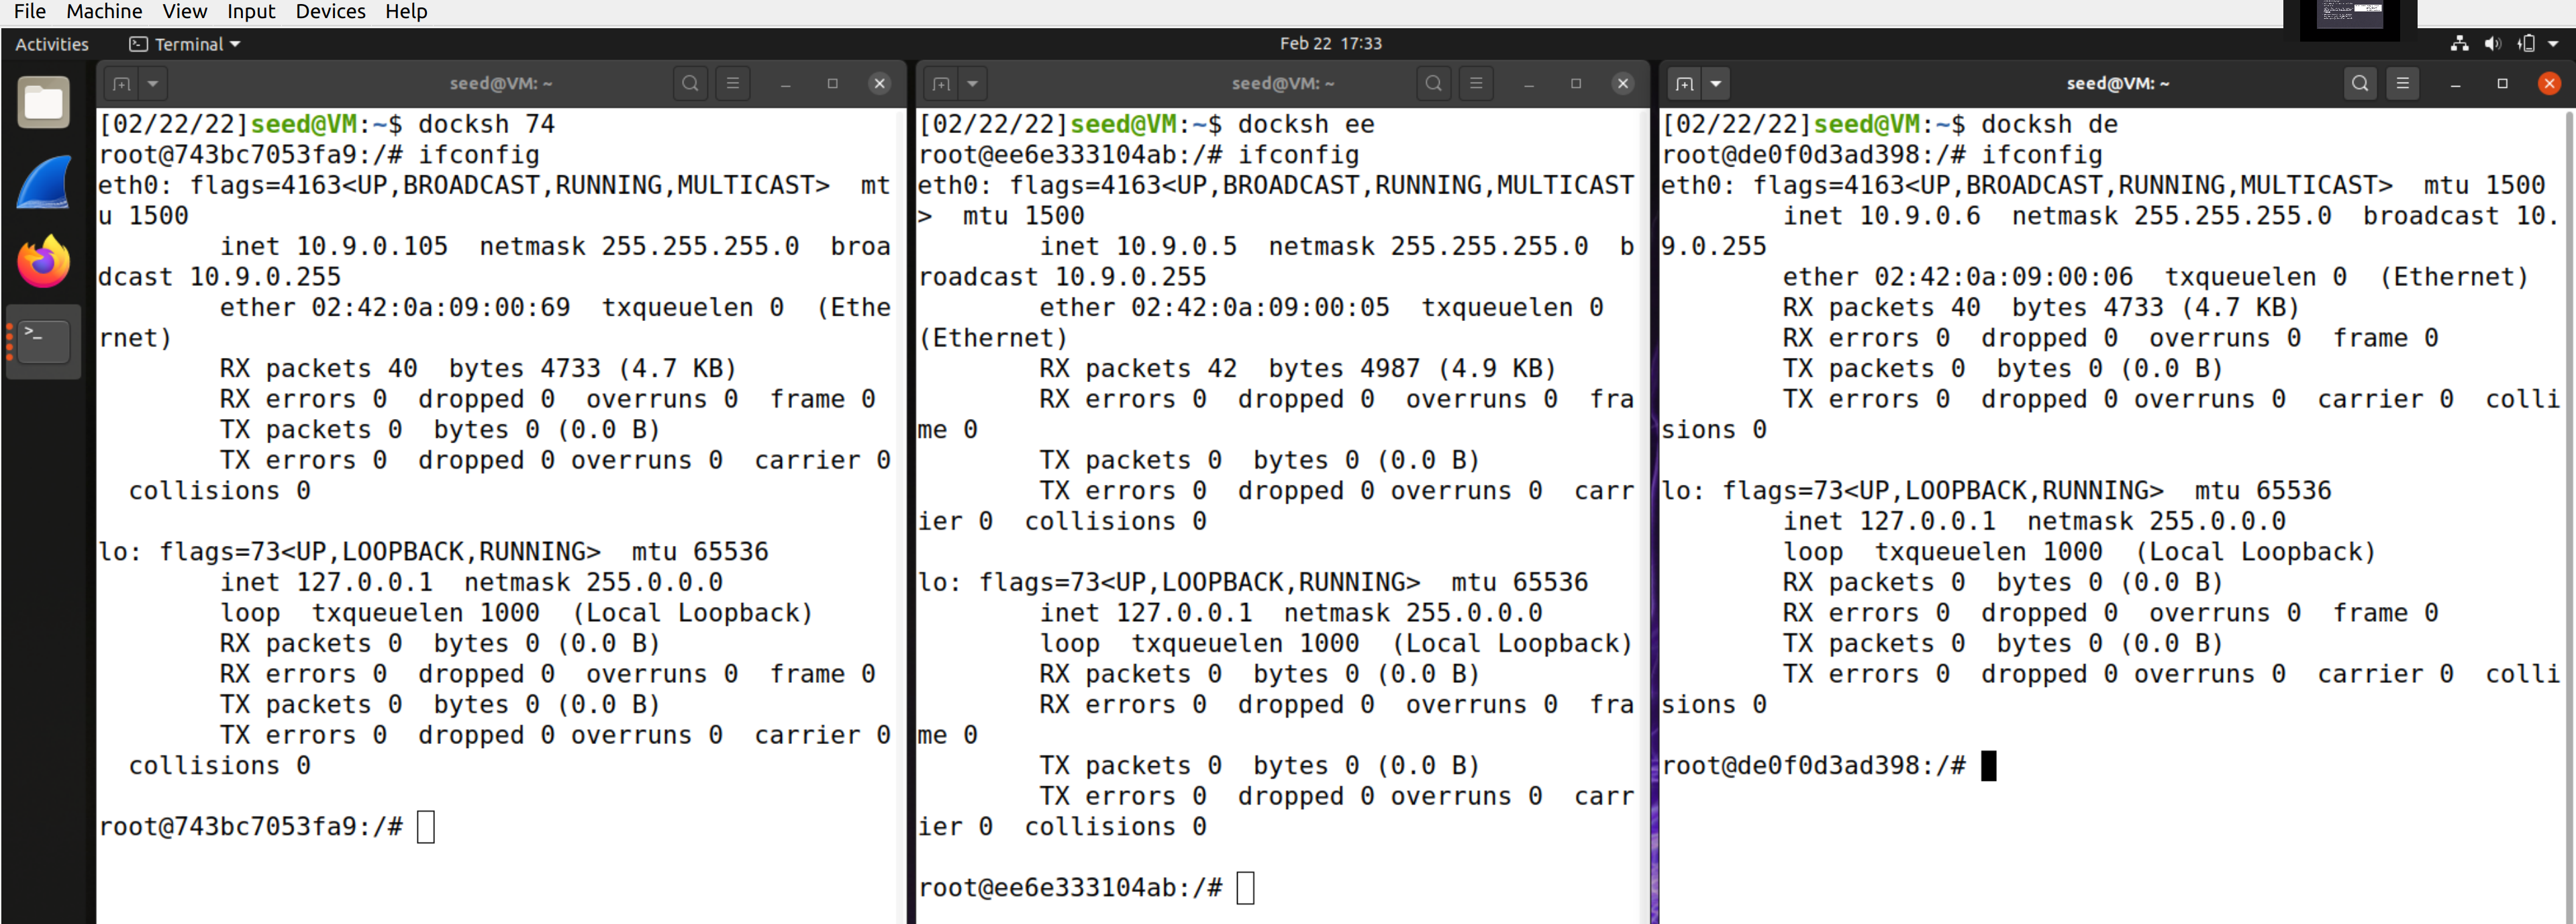 File Machine View Input Devices Help
Activities Terminal Feb 22 17:33
seed@VM: ~
[02/22/22]seed@VM:~$ docksh 74
root@743bc7053fa9:/# ifconfig
eth0: flags=4163<UP,BROADCAST,RUNNING,MULTICAST>  mt
u 1500
        inet 10.9.0.105  netmask 255.255.255.0  broa
dcast 10.9.0.255
        ether 02:42:0a:09:00:69  txqueuelen 0  (Ethe
rnet)
        RX packets 40  bytes 4733 (4.7 KB)
        RX errors 0  dropped 0  overruns 0  frame 0
        TX packets 0  bytes 0 (0.0 B)
        TX errors 0  dropped 0 overruns 0  carrier 0
  collisions 0
lo: flags=73<UP,LOOPBACK,RUNNING>  mtu 65536
        inet 127.0.0.1  netmask 255.0.0.0
        loop  txqueuelen 1000  (Local Loopback)
        RX packets 0  bytes 0 (0.0 B)
        RX errors 0  dropped 0  overruns 0  frame 0
        TX packets 0  bytes 0 (0.0 B)
        TX errors 0  dropped 0 overruns 0  carrier 0
  collisions 0
root@743bc7053fa9:/#
seed@VM: ~
[02/22/22]seed@VM:~$ docksh ee
root@ee6e333104ab:/# ifconfig
eth0: flags=4163<UP,BROADCAST,RUNNING,MULTICAST
>  mtu 1500
        inet 10.9.0.5  netmask 255.255.255.0  b
roadcast 10.9.0.255
        ether 02:42:0a:09:00:05  txqueuelen 0
(Ethernet)
        RX packets 42  bytes 4987 (4.9 KB)
        RX errors 0  dropped 0  overruns 0  fra
me 0
        TX packets 0  bytes 0 (0.0 B)
        TX errors 0  dropped 0 overruns 0  carr
ier 0  collisions 0
lo: flags=73<UP,LOOPBACK,RUNNING>  mtu 65536
        inet 127.0.0.1  netmask 255.0.0.0
        loop  txqueuelen 1000  (Local Loopback)
        RX packets 0  bytes 0 (0.0 B)
        RX errors 0  dropped 0  overruns 0  fra
me 0
        TX packets 0  bytes 0 (0.0 B)
        TX errors 0  dropped 0 overruns 0  carr
ier 0  collisions 0
root@ee6e333104ab:/#
seed@VM: ~
[02/22/22]seed@VM:~$ docksh de
root@de0f0d3ad398:/# ifconfig
eth0: flags=4163<UP,BROADCAST,RUNNING,MULTICAST>  mtu 1500
        inet 10.9.0.6  netmask 255.255.255.0  broadcast 10.
9.0.255
        ether 02:42:0a:09:00:06  txqueuelen 0  (Ethernet)
        RX packets 40  bytes 4733 (4.7 KB)
        RX errors 0  dropped 0  overruns 0  frame 0
        TX packets 0  bytes 0 (0.0 B)
        TX errors 0  dropped 0 overruns 0  carrier 0  colli
sions 0
lo: flags=73<UP,LOOPBACK,RUNNING>  mtu 65536
        inet 127.0.0.1  netmask 255.0.0.0
        loop  txqueuelen 1000  (Local Loopback)
        RX packets 0  bytes 0 (0.0 B)
        RX errors 0  dropped 0  overruns 0  frame 0
        TX packets 0  bytes 0 (0.0 B)
        TX errors 0  dropped 0 overruns 0  carrier 0  colli
sions 0
root@de0f0d3ad398:/#